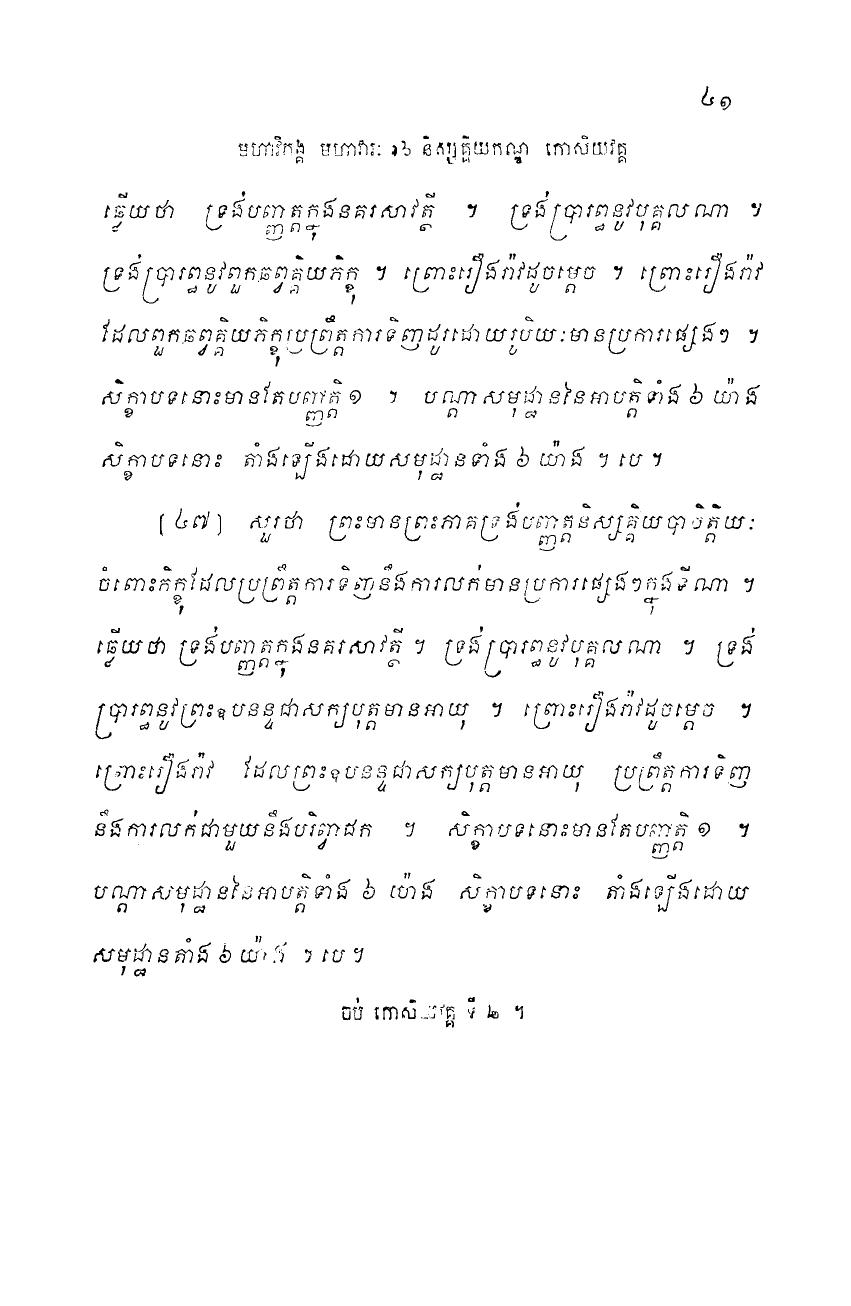 ៤១
មហាវិភង្គ មហាវារៈ ១៦ និស្សគ្គិយកណ្ឌ កោសិយវគ្គ
ធ្វើយថា ទ្រង់បញ្ញត្តក្នុងនគរសាវត្ថី ។ ទ្រង់ប្រារព្ធនូវបុគ្គលណា ។
ទ្រង់ប្រារព្ធនូវពួកឆព្វគ្គិយភិក្ខុ ។ ព្រោះរឿងរ៉ាវដូចម្តេច ។ ព្រោះរឿងរ៉ាវ
ដែលពួកឆព្វគ្គិយភិក្ខុប្រព្រឹត្តការទិញដូរដោយរូបិយៈមានប្រការផ្សេងៗ ។
សិក្ខាបទនោះមានតែបញ្ញត្តិ ១ ។ បណ្តាសមុដ្ឋាននៃអាបត្តិទាំង ៦ យ៉ាង
សិក្ខាបទនោះ តាំងឡើងដោយសមុដ្ឋានទាំង ៦ យ៉ាង ។ បេ ។
[ ៤៧ ] សួរថា ព្រះមានព្រះភាគទ្រង់បញ្ញត្តនិស្សគ្គិយបាចិត្តិយៈ
ចំពោះភិក្ខុដែលប្រព្រឹត្តការទិញនឹងការលក់មានប្រការផ្សេងៗក្នុងទីណា ។
ធ្វើយថា ទ្រង់បញ្ញត្តក្នុងនគរសាវត្ថី ។ ទ្រង់ប្រារព្ធនូវបុគ្គលណា ។ ទ្រង់
ប្រារព្ធនូវព្រះឧបនន្ទជាសក្យបុត្តមានអាយុ ។ ព្រោះរឿងរ៉ាវដូចម្តេច ។
ព្រោះរឿងរ៉ាវ ដែលព្រះឧបនន្ទជាសក្យបុត្តមានអាយុ ប្រព្រឹត្តការទិញ
នឹងការលក់ជាមួយនឹងបរិព្វាជក ។ សិក្ខាបទនោះមានតែបញ្ញត្តិ ១ ។
បណ្តាសមុដ្ឋាននៃអាបត្តិទាំង ៦ យ៉ាង សិក្ខាបទនោះ តាំងឡើងដោយ
សមុដ្ឋានតាំង ៦ យ៉ាង ។ បេ ។
ចប់ កោសិយវគ្គ ទី ២ ។